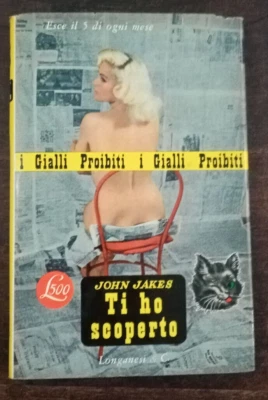 Esce il 5 di ogni mese
i Gialli Proibiti i Gialli Proibiti
L. 500
JOHN JAKES
Ti ho
scoperto
Longanesi & C.